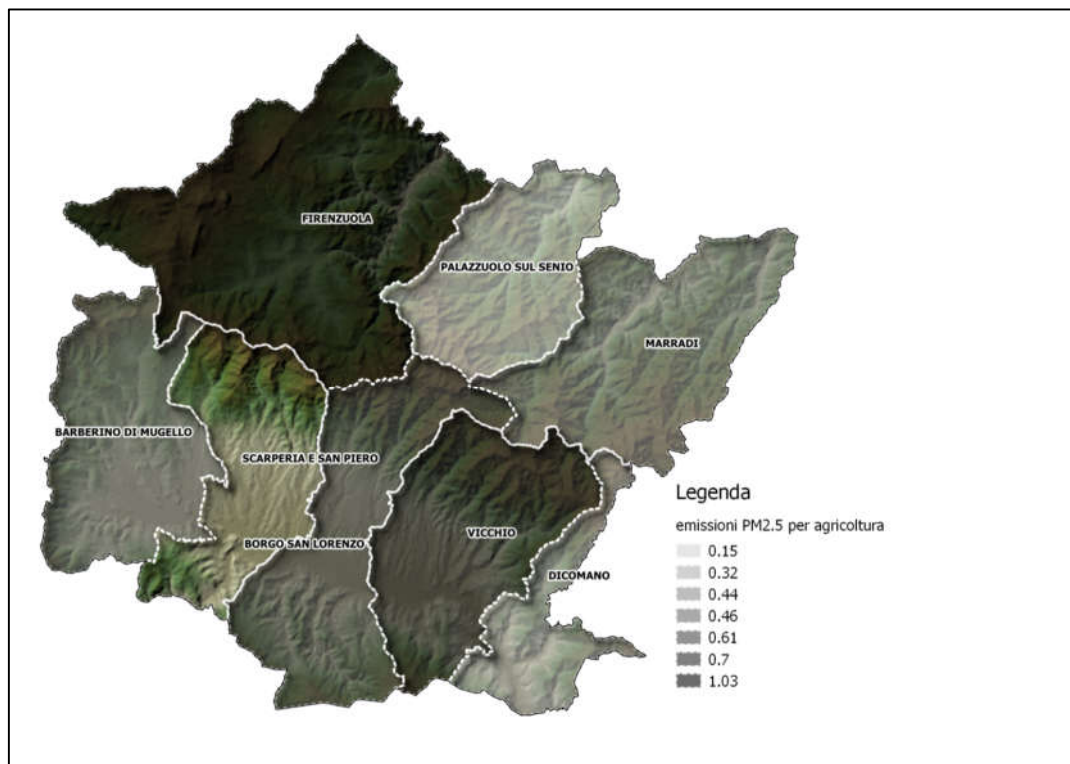 FIRENZUOLA
PALAZZUOLO SUL SENIO
MARRADI
BARBERINO DI MUGELLO
SCARPERIA E SAN PIERO
BORGO SAN LORENZO
VICCHIO
DICOMANO
Legenda
emissioni PM2.5 per agricoltura
0.15
0.32
0.44
0.46
0.61
0.7
1.03